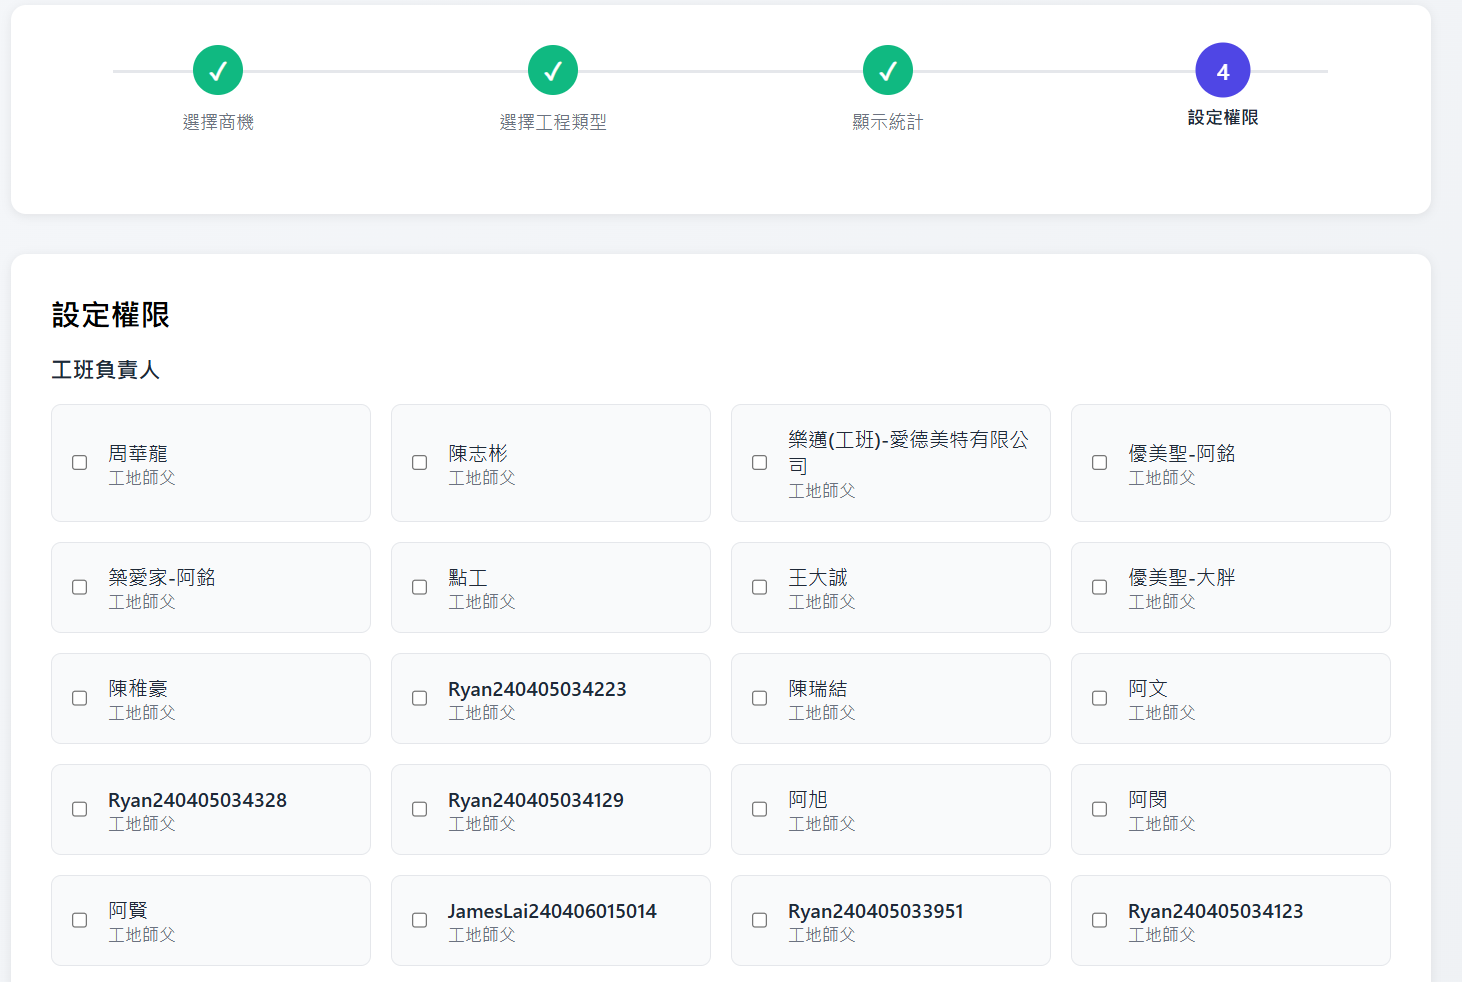 選擇商機
選擇工程類型
顯示統計
4
設定權限
設定權限
工班負責人
周華龍
工地師父
陳志彬
工地師父
樂邁(工班)-愛德美特有限公
司
工地師父
優美聖-阿銘
工地師父
築愛家-阿銘
工地師父
點工
工地師父
王大誠
工地師父
優美聖-大胖
工地師父
陳稚豪
工地師父
Ryan240405034223
工地師父
陳瑞結
工地師父
阿文
工地師父
Ryan240405034328
工地師父
Ryan240405034129
工地師父
阿旭
工地師父
阿閔
工地師父
阿賢
工地師父
JamesLai240406015014
工地師父
Ryan240405033951
工地師父
Ryan240405034123
工地師父